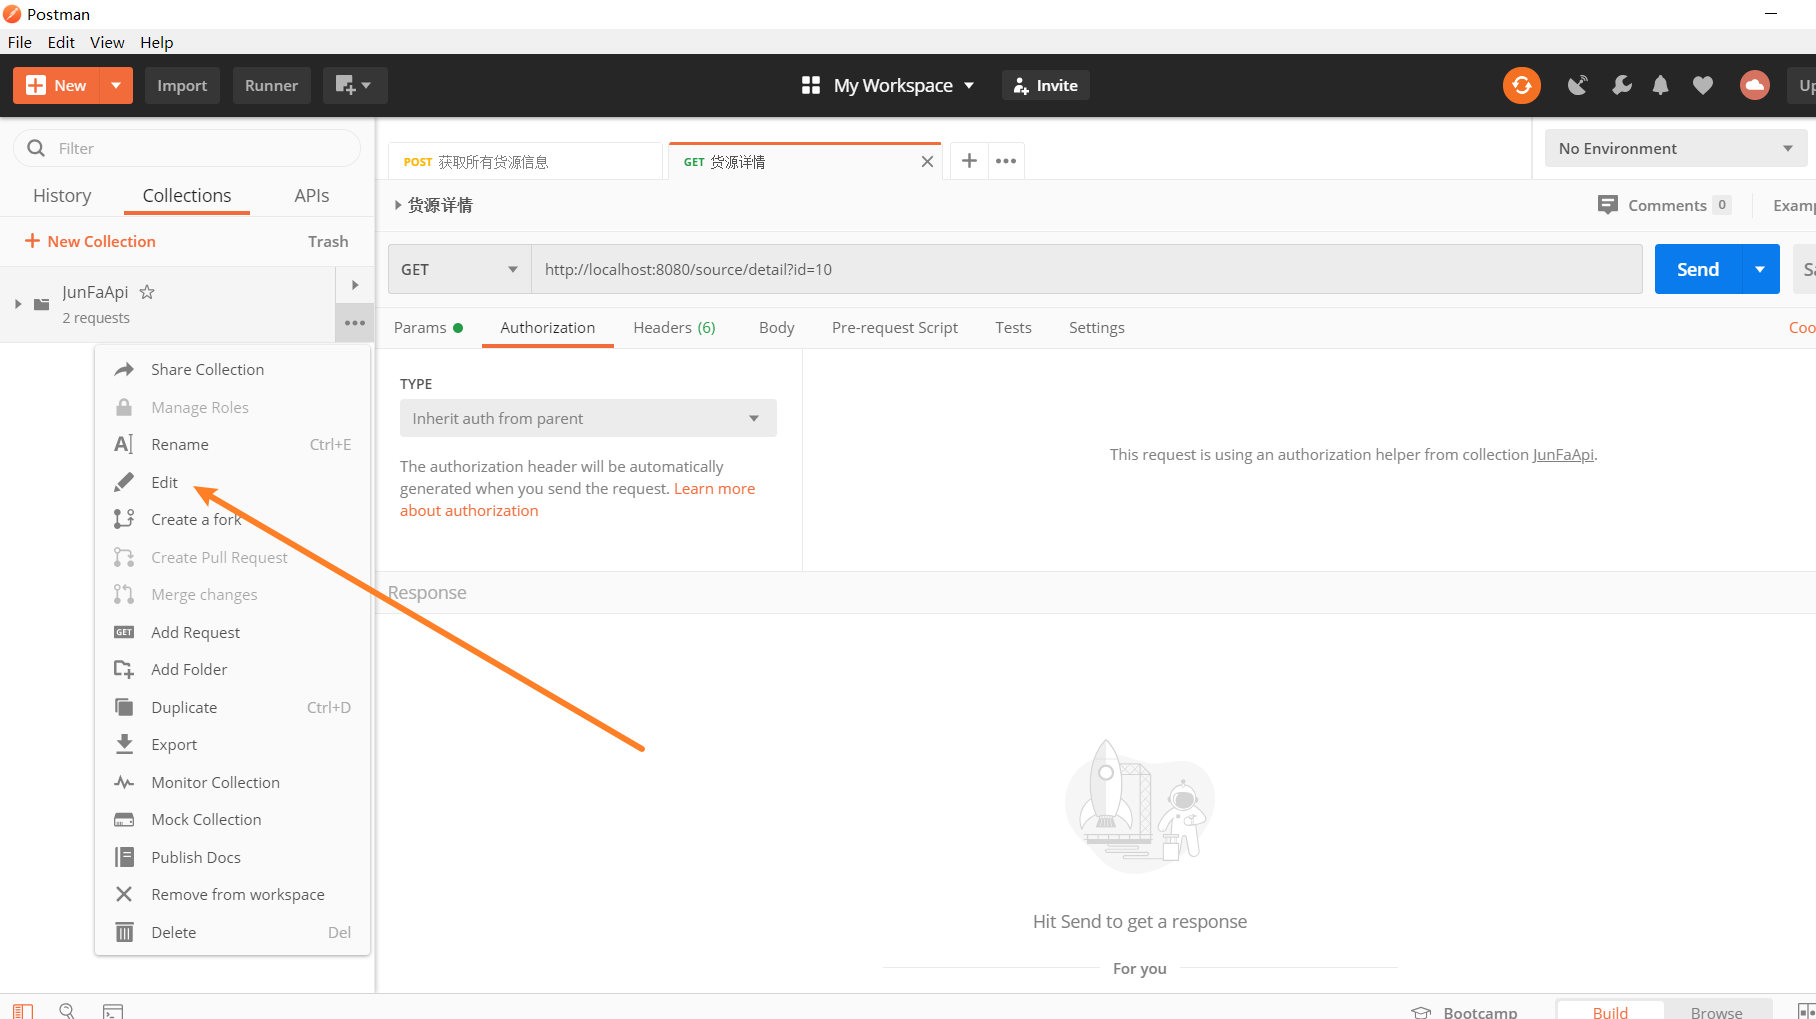 Postman
File Edit View Help
New Import Runner My Workspace Invite
Filter
History Collections APIs
New Collection Trash
JunFaApi
2 requests
Share Collection
Manage Roles
Rename Ctrl+E
Edit
Create a fork
Create Pull Request
Merge changes
GET Add Request
Add Folder
Duplicate Ctrl+D
Export
Monitor Collection
Mock Collection
Publish Docs
Remove from workspace
Delete Del
POST 获取所有货源信息 GET 货源详情
No Environment
货源详情
Comments 0
GET http://localhost:8080/source/detail?id=10 Send
Params Authorization Headers (6) Body Pre-request Script Tests Settings
TYPE
Inherit auth from parent
The authorization header will be automatically
generated when you send the request. Learn more
about authorization
This request is using an authorization helper from collection JunFaApi.
Response
Hit Send to get a response
For you
Bootcamp Build Browse